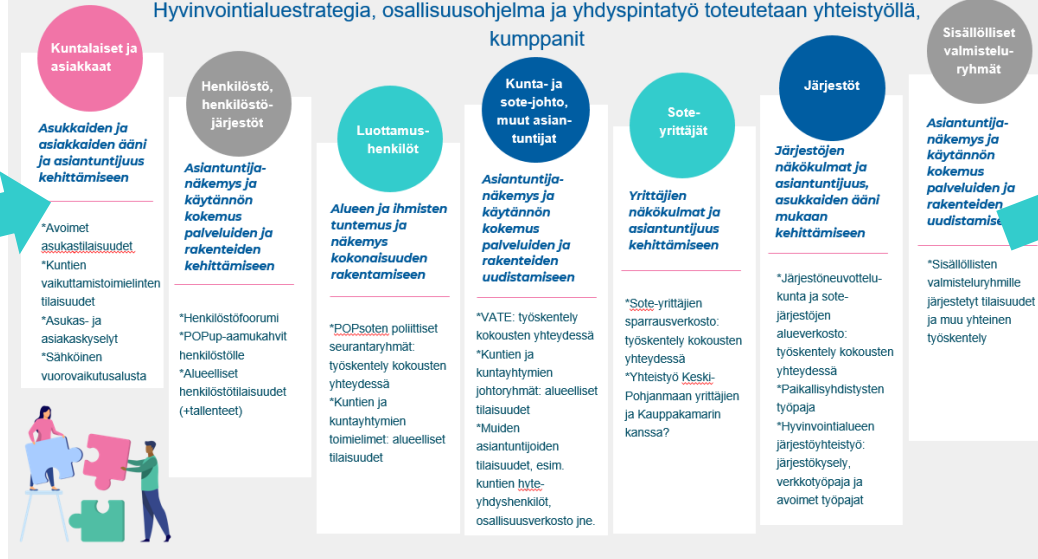 Hyvinvointialuestrategia, osallisuusohjelma ja yhdyspintatyö toteutetaan yhteistyöllä,
kumppanit
Kuntalaiset ja
asiakkaat
Asukkaiden ja
asiakkaiden ääni
ja asiantuntijuus
kehittämiseen
*Avoimet
asukastilaisuudet
*Kuntien
vaikuttamistoimielinten
tilaisuudet
*Asukas- ja
asiakaskyselyt
*Sähköinen
vuorovaikutusalusta
Henkilöstö,
henkilöstö-
järjestöt
Asiantuntija-
näkemys ja
käytännön
kokemus
palveluiden ja
rakenteiden
kehittämiseen
*Henkilöstöfoorumi
*POPup-aamukahvit
henkilöstölle
*Alueelliset
henkilöstötilaisuudet
(+tallenteet)
Luottamus-
henkilöt
Alueen ja ihmisten
tuntemus ja
näkemys
kokonaisuuden
rakentamiseen
*POPsoten poliittiset
seurantaryhmät:
työskentely kokousten
yhteydessä
*Kuntien ja
kuntayhtymien
toimielimet: alueelliset
tilaisuudet
Kunta- ja
sote-johto,
muut asian-
tuntijat
Asiantuntija-
näkemys ja
käytännön
kokemus
palveluiden ja
rakenteiden
uudistamiseen
*VATE: työskentely
kokousten yhteydessä
*Kuntien ja
kuntayhtymien
johtoryhmät: alueelliset
tilaisuudet
*Muiden
asiantuntijoiden
tilaisuudet, esim.
kuntien hyte-
yhdyshenkilöt,
osallisuusverkosto jne.
Sote-
yrittäjät
Yrittäjien
näkökulmat ja
asiantuntijuus
kehittämiseen
*Sote-yrittäjien
sparrausverkosto:
työskentely kokousten
yhteydessä
*Yhteistyö Keski-
Pohjanmaan yrittäjien
ja Kauppakamarin
kanssa?
Järjestöt
Järjestöjen
näkökulmat ja
asiantuntijuus,
asukkaiden ääni
mukaan
kehittämiseen
*Järjestöneuvottelu-
kunta ja sote-
järjestöjen
alueverkosto:
työskentely kokousten
yhteydessä
*Paikallisyhdistysten
työpaja
*Hyvinvointialueen
järjestöyhteistyö:
järjestökysely,
verkkotyöpaja ja
avoimet työpajat
Sisällölliset
valmistelu-
ryhmät
Asiantuntija-
näkemys ja
käytännön
kokemus
palveluiden ja
rakenteiden
*Sisällöllisten
valmisteluryhmille
järjestetyt tilaisuudet
ja muu yhteinen
työskentely